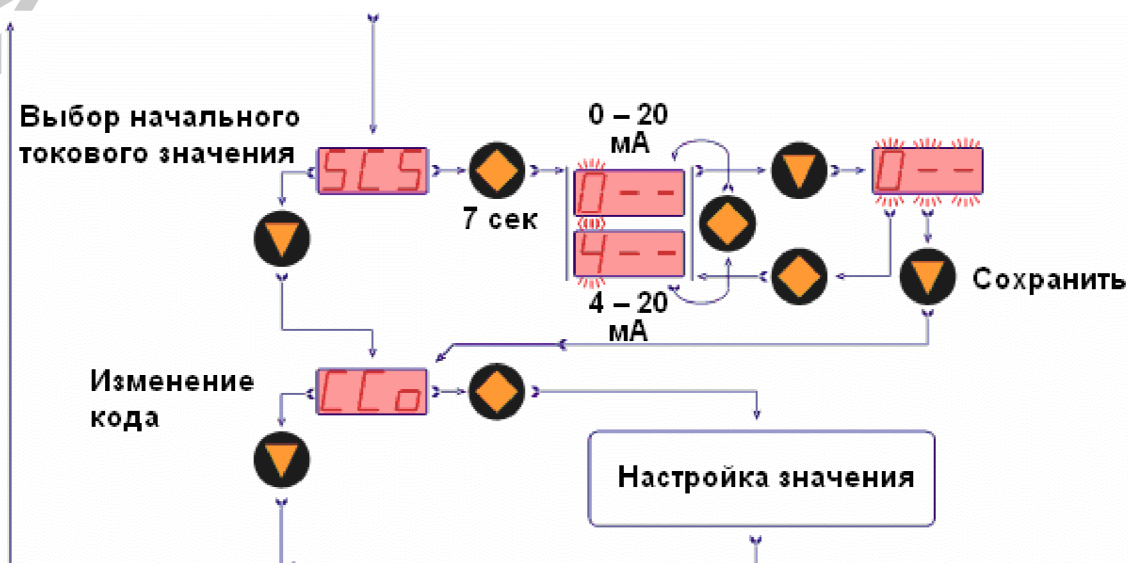 0 – 20
мА
Выбор начального
токового значения
SCS
7 сек
0--
4--
0--
Сохранить
4 – 20
мА
Изменение
кода
CCo
Настройка значения